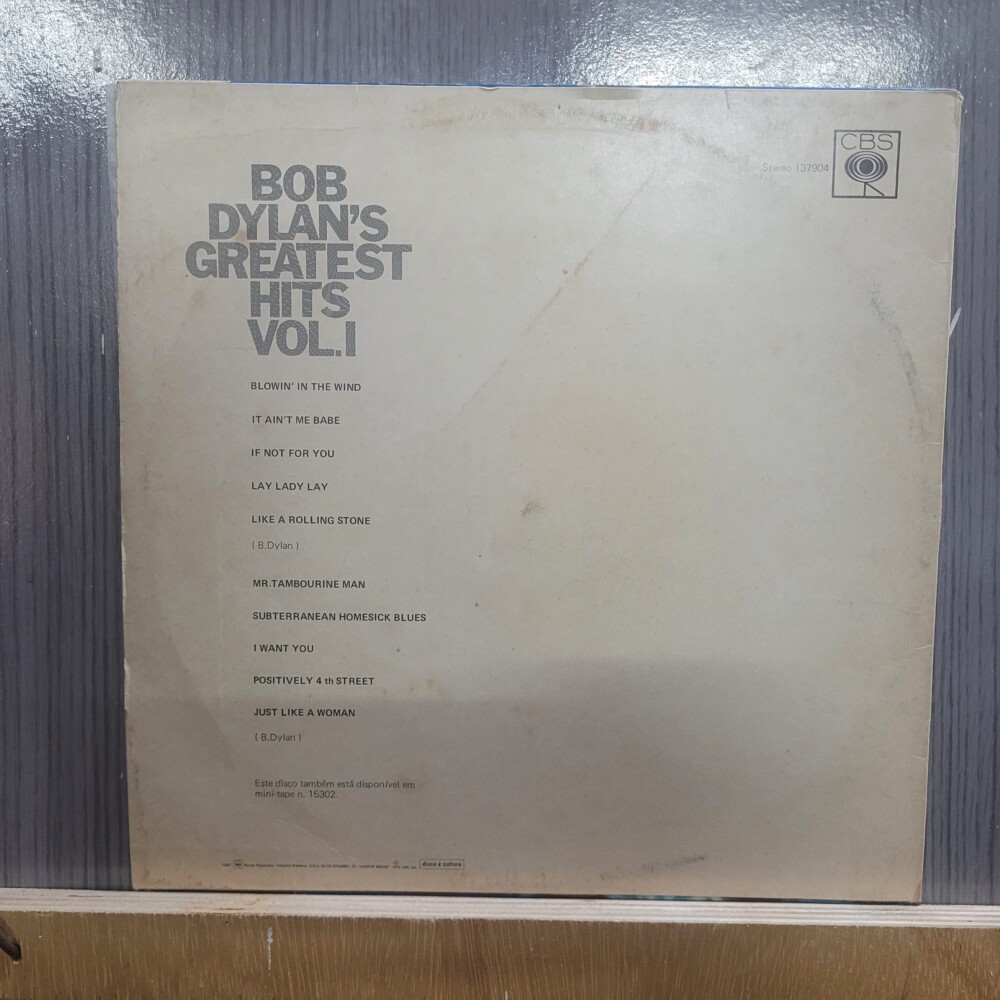 BOB
DYLAN'S
GREATEST
HITS
VOL.I
Stereo 137904
CBS
BLOWIN' IN THE WIND
IT AIN'T ME BABE
IF NOT FOR YOU
LAY LADY LAY
LIKE A ROLLING STONE
( B.Dylan )
MR.TAMBOURINE MAN
SUBTERRANEAN HOMESICK BLUES
I WANT YOU
POSITIVELY 4 th STREET
JUST LIKE A WOMAN
( B.Dylan )
Este disco também está disponível em
mini-tape n. 15302.
disco é cultura